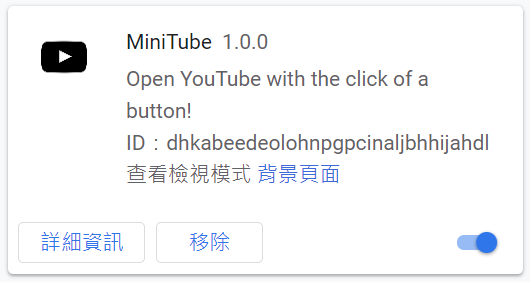 MiniTube 1.0.0
Open YouTube with the click of a
button!
ID：dhkabeedeolohnpgpcinaljbhhijahdl
查看檢視模式 背景頁面
詳細資訊 移除